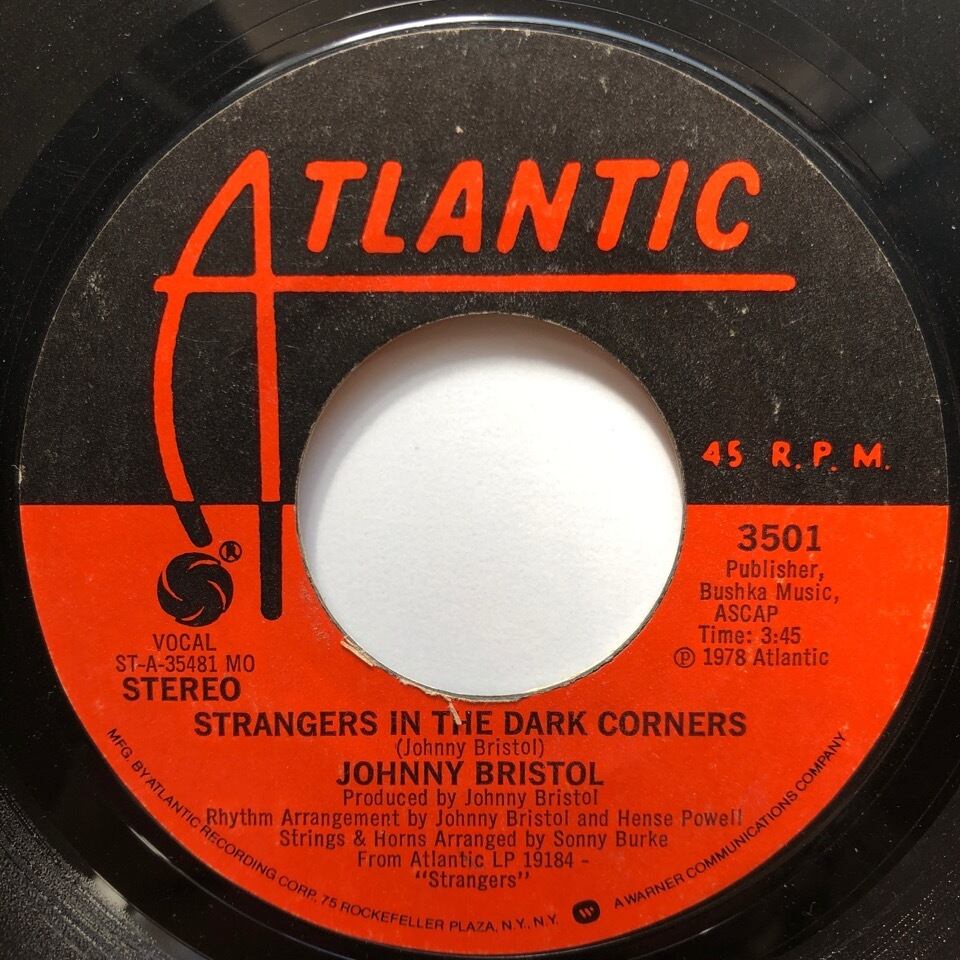 ATLANTIC
45 R.P.M.
®
3501
Publisher,
Bushka Music,
ASCAP
Time: 3:45
℗ 1978 Atlantic
VOCAL
ST-A-35481 MO
STEREO
STRANGERS IN THE DARK CORNERS
(Johnny Bristol)
JOHNNY BRISTOL
Produced by Johnny Bristol
Rhythm Arrangement by Johnny Bristol and Hense Powell
Strings & Horns Arranged by Sonny Burke
From Atlantic LP 19184 -
"Strangers"
MFG. BY ATLANTIC RECORDING CORP. 75 ROCKEFELLER PLAZA, N.Y., N.Y. W A WARNER COMMUNICATIONS COMPANY